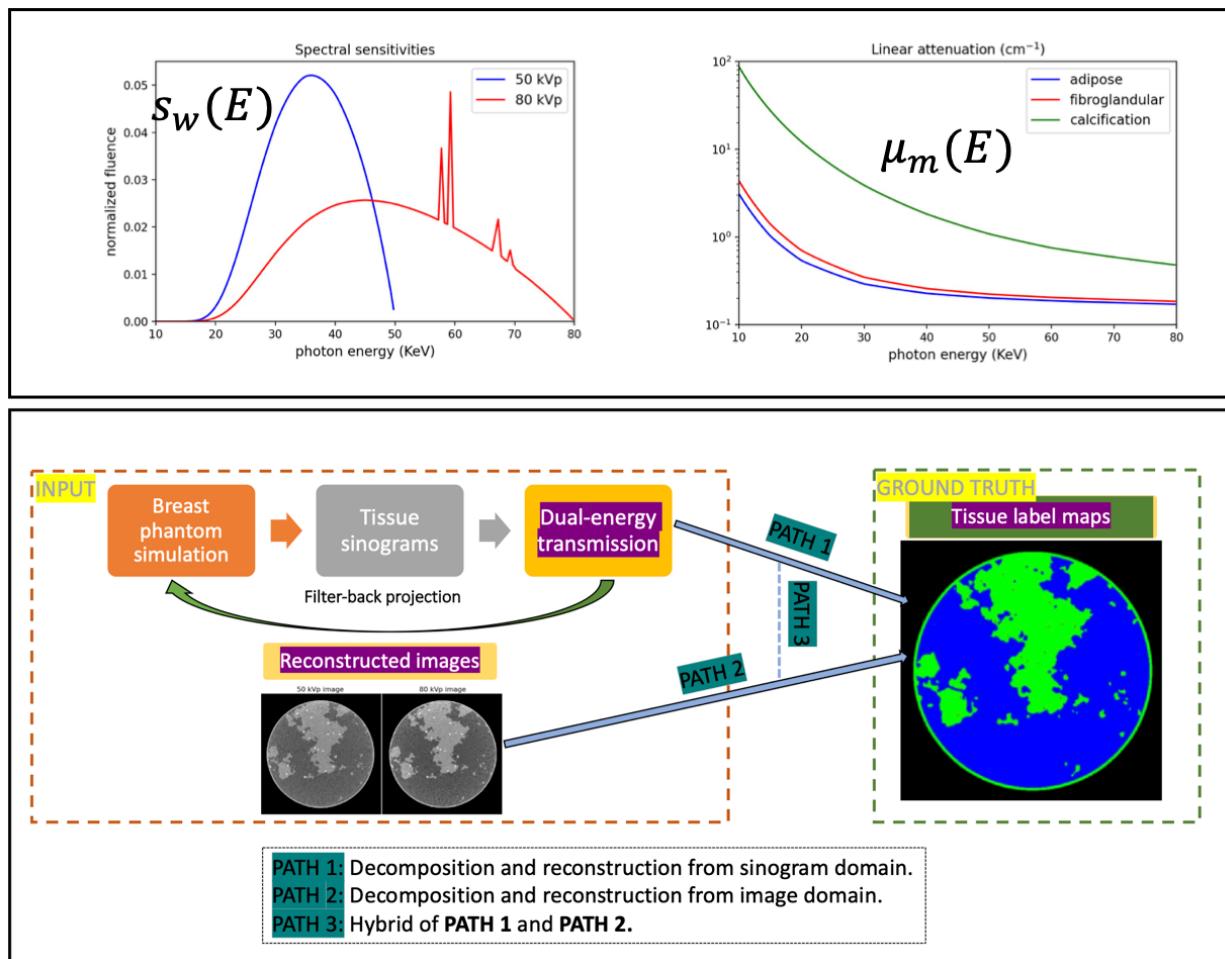 Spectral sensitivities
s_w(E)
50 kVp
80 kVp
normalized fluence
0.05
0.04
0.03
0.02
0.01
0.00
10 20 30 40 50 60 70 80
photon energy (KeV)
Linear attenuation (cm⁻¹)
adipose
fibroglandular
calcification
μ_m(E)
10²
10¹
10⁰
10⁻¹
10 20 30 40 50 60 70 80
photon energy (KeV)
INPUT
Breast
phantom
simulation
Tissue
sinograms
Dual-energy
transmission
Filter-back projection
Reconstructed images
50 kVp image
80 kVp image
PATH 1
PATH 3
PATH 2
GROUND TRUTH
Tissue label maps
PATH 1: Decomposition and reconstruction from sinogram domain.
PATH 2: Decomposition and reconstruction from image domain.
PATH 3: Hybrid of PATH 1 and PATH 2.